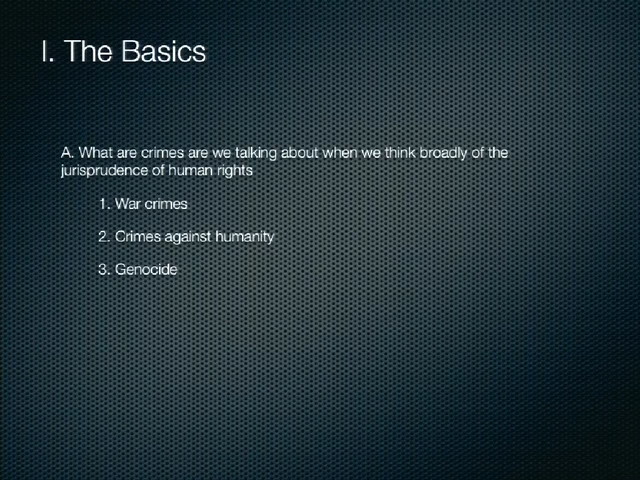 I. The Basics
A. What are crimes are we talking about when we think broadly of the
jurisprudence of human rights
1. War crimes
2. Crimes against humanity
3. Genocide